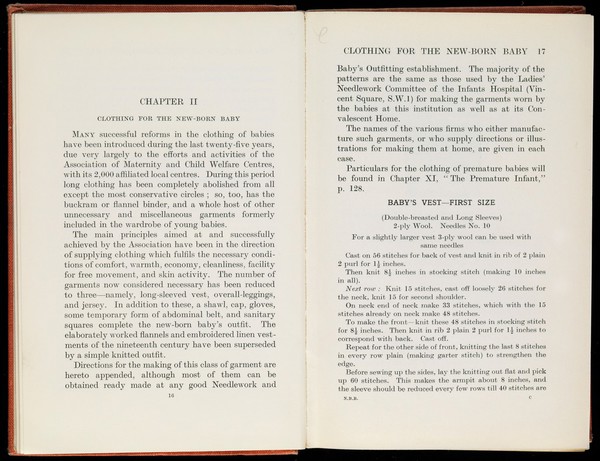 CHAPTER II
CLOTHING FOR THE NEW-BORN BABY
MANY successful reforms in the clothing of babies
have been introduced during the last twenty-five years,
due very largely to the efforts and activities of the
Association of Maternity and Child Welfare Centres,
with its 2,000 affiliated local centres. During this period
long clothing has been completely abolished from all
except the most conservative circles ; so, too, has the
buckram or flannel binder, and a whole host of other
unnecessary and miscellaneous garments formerly
included in the wardrobe of young babies.
The main principles aimed at and successfully
achieved by the Association have been in the direction
of supplying clothing which fulfils the necessary condi-
tions of comfort, warmth, economy, cleanliness, facility
for free movement, and skin activity. The number of
garments now considered necessary has been reduced
to three—namely, long-sleeved vest, overall-leggings,
and jersey. In addition to these, a shawl, cap, gloves,
some temporary form of abdominal belt, and sanitary
squares complete the new-born baby's outfit. The
elaborately worked flannels and embroidered linen vest-
ments of the nineteenth century have been superseded
by a simple knitted outfit.
Directions for the making of this class of garment are
hereto appended, although most of them can be
obtained ready made at any good Needlework and
16
CLOTHING FOR THE NEW-BORN BABY 17
Baby's Outfitting establishment. The majority of the
patterns are the same as those used by the Ladies'
Needlework Committee of the Infants Hospital (Vin-
cent Square, S.W.1) for making the garments worn by
the babies at this institution as well as at its Con-
valescent Home.
The names of the various firms who either manufac-
ture such garments, or who supply directions or illus-
trations for making them at home, are given in each
case.
Particulars for the clothing of premature babies will
be found in Chapter XI, "The Premature Infant,"
p. 128.
BABY'S VEST—FIRST SIZE
(Double-breasted and Long Sleeves)
2-ply Wool. Needles No. 10
For a slightly larger vest 3-ply wool can be used with
same needles
Cast on 56 stitches for back of vest and knit in rib of 2 plain
2 purl for 1½ inches.
Then knit 8½ inches in stocking stitch (making 10 inches
in all).
Next row : Knit 15 stitches, cast off loosely 26 stitches for
the neck, knit 15 for second shoulder.
On neck end of neck make 33 stitches, which with the 15
stitches already on neck make 48 stitches.
To make the front—knit these 48 stitches in stocking stitch
for 8½ inches. Then knit in rib 2 plain 2 purl for 1½ inches to
correspond with back. Cast off.
Repeat for the other side of front, knitting the last 8 stitches
in every row plain (making garter stitch) to strengthen the
edge.
Before sewing up the sides, lay the knitting out flat and pick
up 60 stitches. This makes the armpit about 8 inches, and
the sleeve should be reduced every few rows till 40 stitches are
N.B.B. C